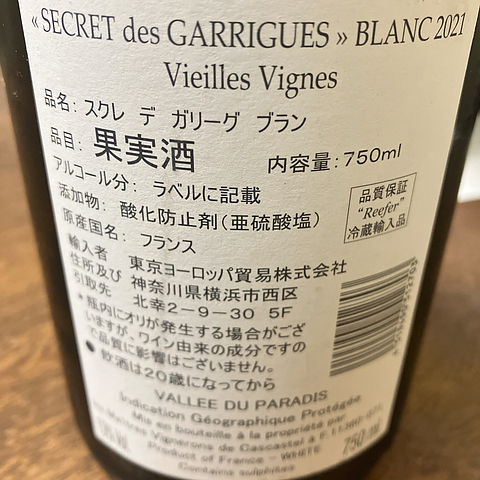 « SECRET des GARRIGUES » BLANC 2021
Vieilles Vignes
品名: スクレ デ ガリーグ ブラン
品目: 果実酒 内容量:750ml
アルコール分: ラベルに記載
添加物: 酸化防止剤(亜硫酸塩)
原産国名: フランス
品質保証
"Reefer"
冷蔵輸入品
輸入者 東京ヨーロッパ貿易株式会社
住所及び 神奈川県横浜市西区
引取先 北幸2-9-30 5F
●瓶内にオリが発生する場合がござ
いますが、ワイン由来の成分ですの
で品質に影響はございません。
●飲酒は20歳になってから
VALLEE DU PARADIS
Indication Géographique Protégée
Mis en bouteille à la propriété par
Maîtres Vignerons de Cascastel à F.11360
Product of France - WHITE 750 ml
Contains sulphites